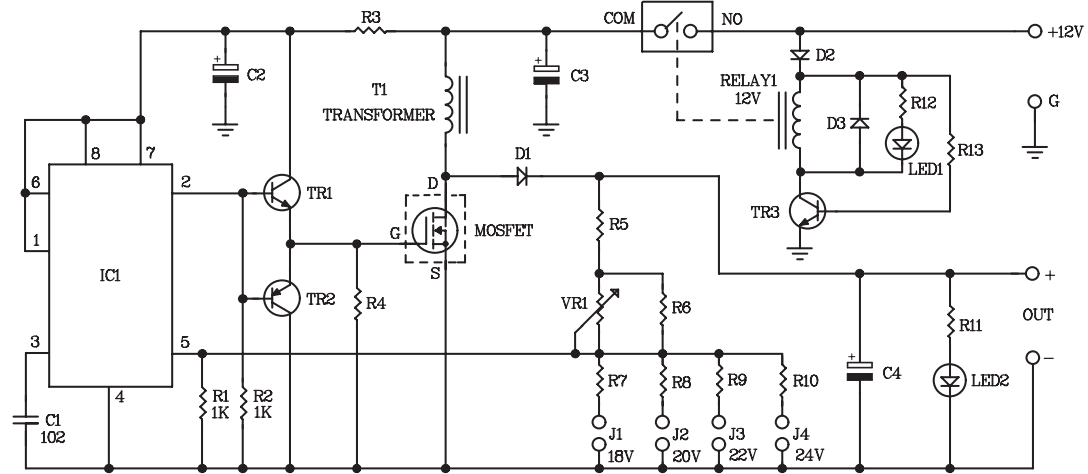 COM
NO
R3
+12V
D2
C2
C3
T1
TRANSFORMER
RELAY1
12V
R12
G
D3
8
7
LED1
R13
6
2
D1
D
TR1
TR3
MOSFET
R5
1
G
IC1
S
+
TR2
R4
VR1
R6
OUT
R11
3
5
-
R7
R8
R9
R10
C4
LED2
4
R1
1K
R2
1K
C1
102
J1
18V
J2
20V
J3
22V
J4
24V
+
+
+